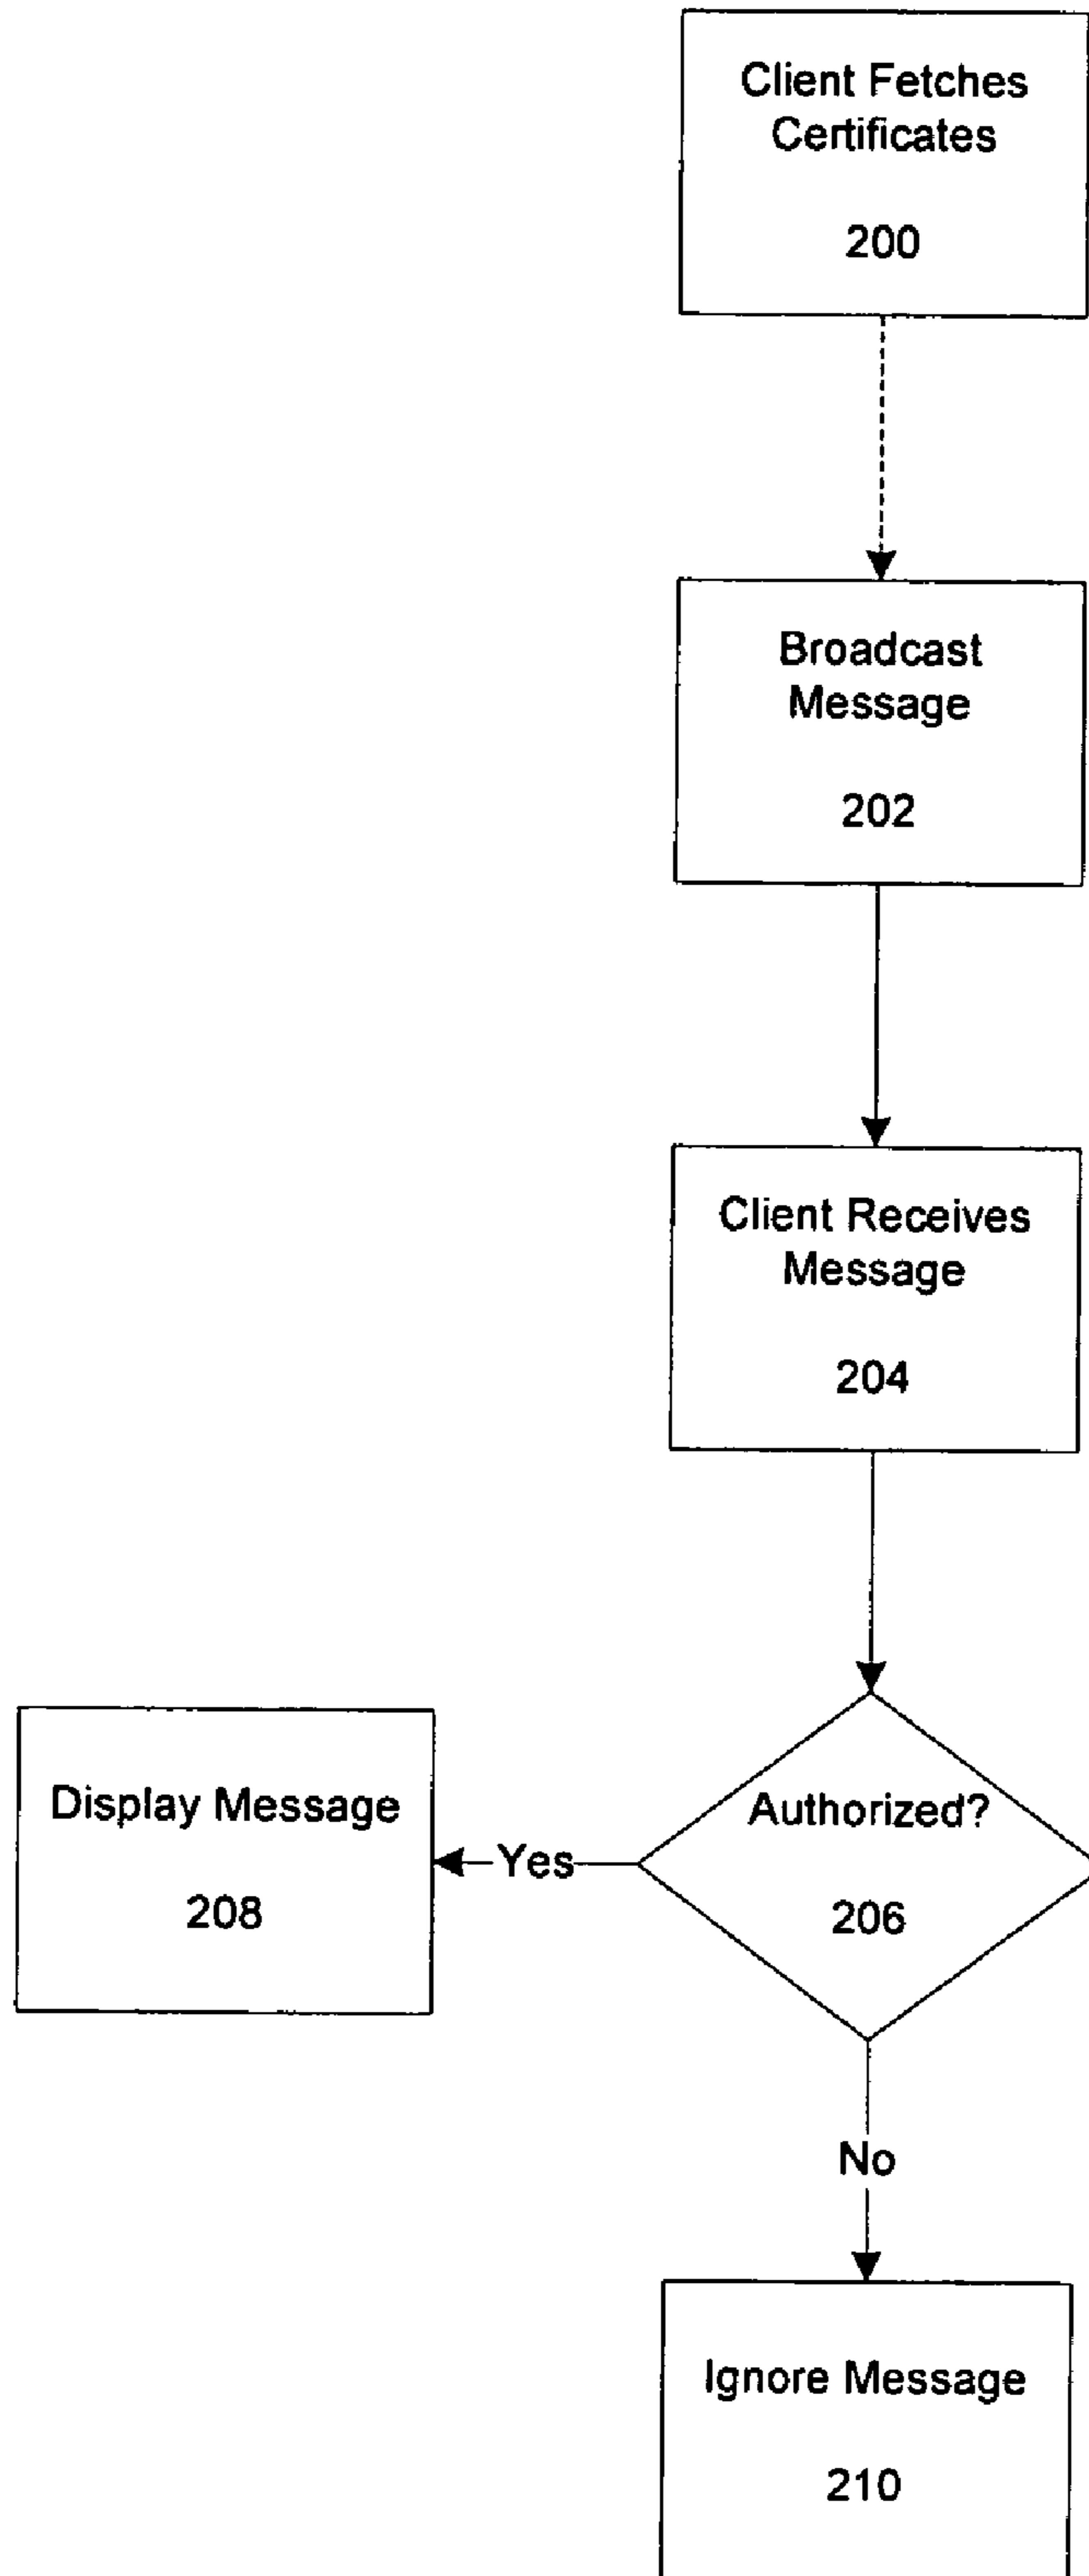 Client Fetches
Certificates
200
Broadcast
Message
202
Client Receives
Message
204
Authorized?
206
Yes
Display Message
208
No
Ignore Message
210